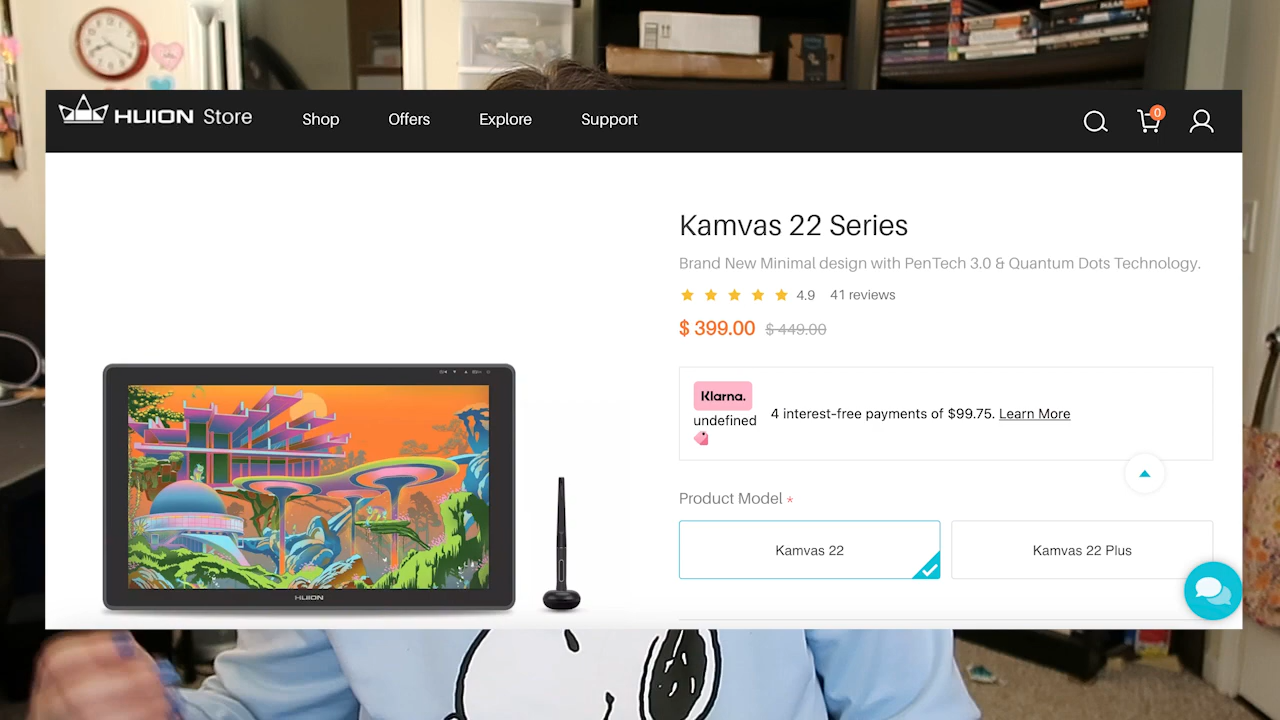 HUION Store
Shop
Offers
Explore
Support
0
Kamvas 22 Series
Brand New Minimal design with PenTech 3.0 & Quantum Dots Technology.
4.9 41 reviews
$ 399.00 $ 449.00
Klarna.
undefined
4 interest-free payments of $99.75. Learn More
Product Model *
Kamvas 22
Kamvas 22 Plus
HUION